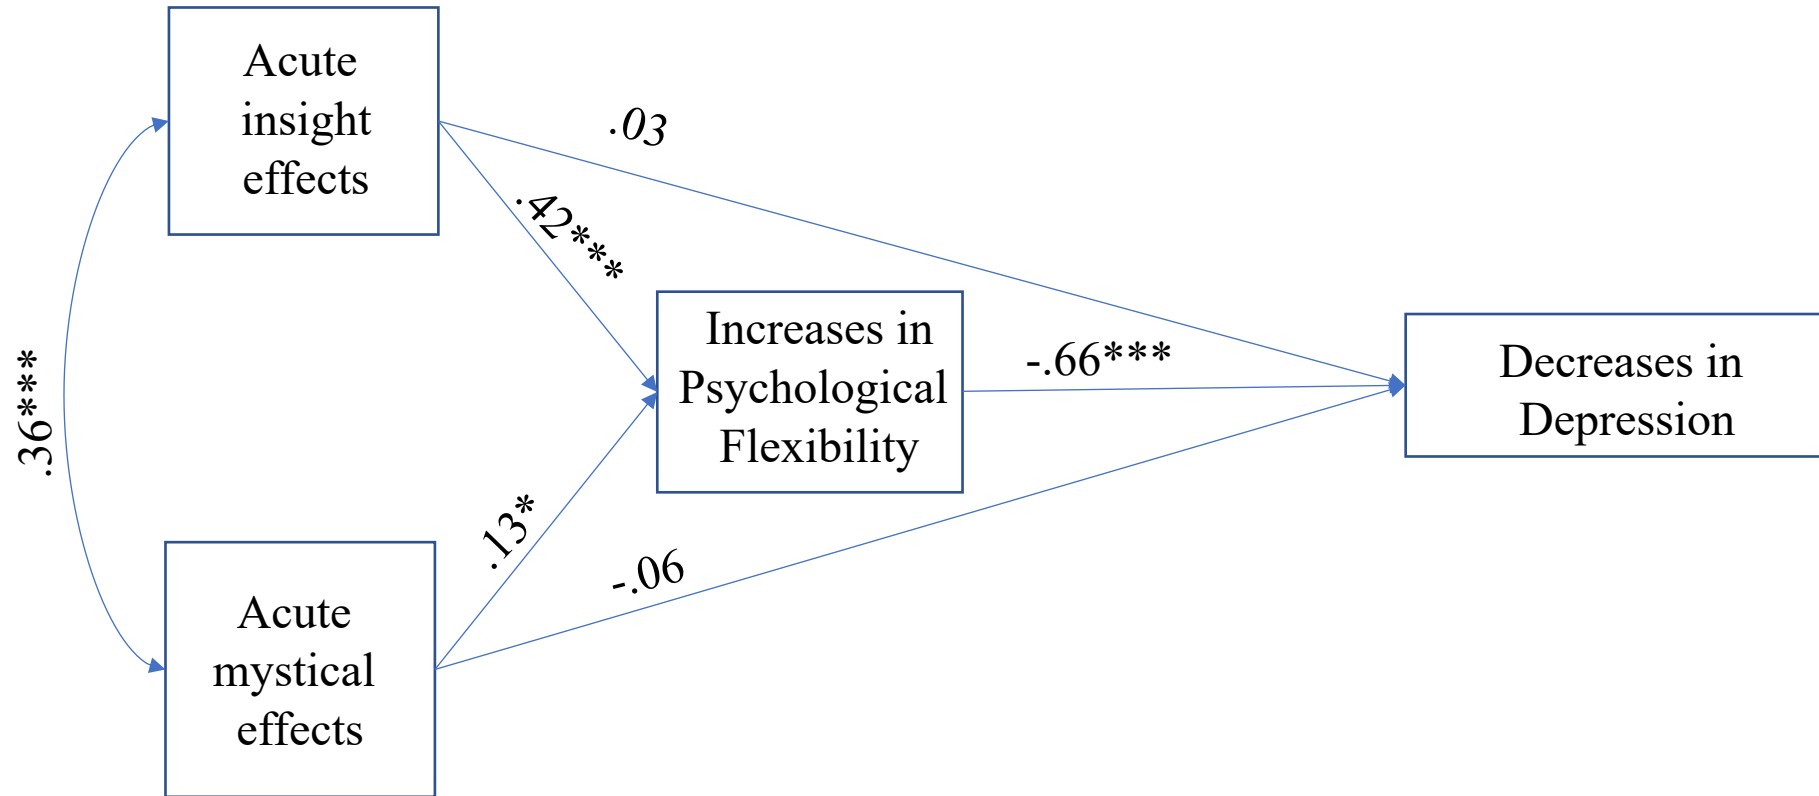 Acute
insight
effects
.03
.42***
Increases in
Psychological
Flexibility
-.66***
Decreases in
Depression
.36***
.13*
-.06
Acute
mystical
effects